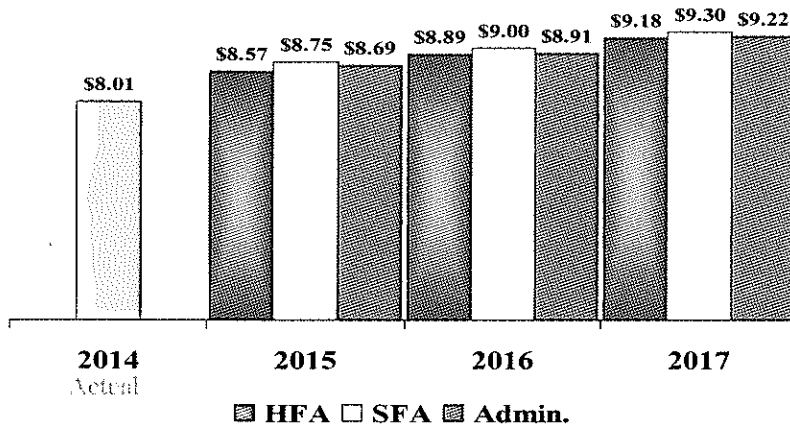 $8.01 $8.57 $8.75 $8.69 $8.89 $9.00 $8.91 $9.18 $9.30 $9.22
2014 2015 2016 2017
Actual
HFA SFA Admin.